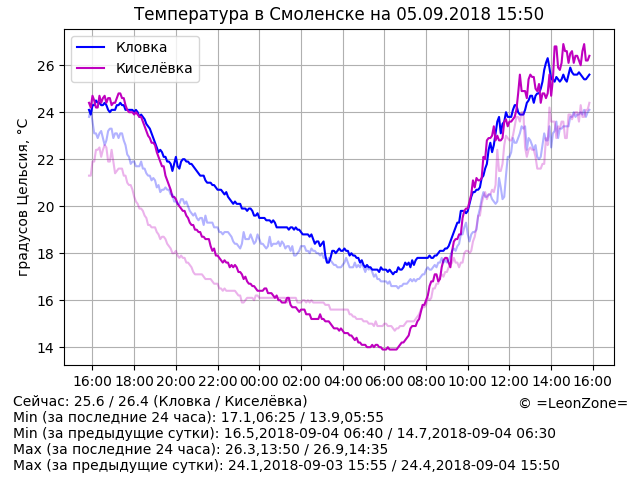 Температура в Смоленске на 05.09.2018 15:50
Кловка
Киселёвка
градусов Цельсия, °C
26
24
22
20
18
16
14
16:00 18:00 20:00 22:00 00:00 02:00 04:00 06:00 08:00 10:00 12:00 14:00 16:00
Сейчас: 25.6 / 26.4 (Кловка / Киселёвка)
© =LeonZone=
Min (за последние 24 часа): 17.1,06:25 / 13.9,05:55
Min (за предыдущие сутки): 16.5,2018-09-04 06:40 / 14.7,2018-09-04 06:30
Max (за последние 24 часа): 26.3,13:50 / 26.9,14:35
Max (за предыдущие сутки): 24.1,2018-09-03 15:55 / 24.4,2018-09-04 15:50